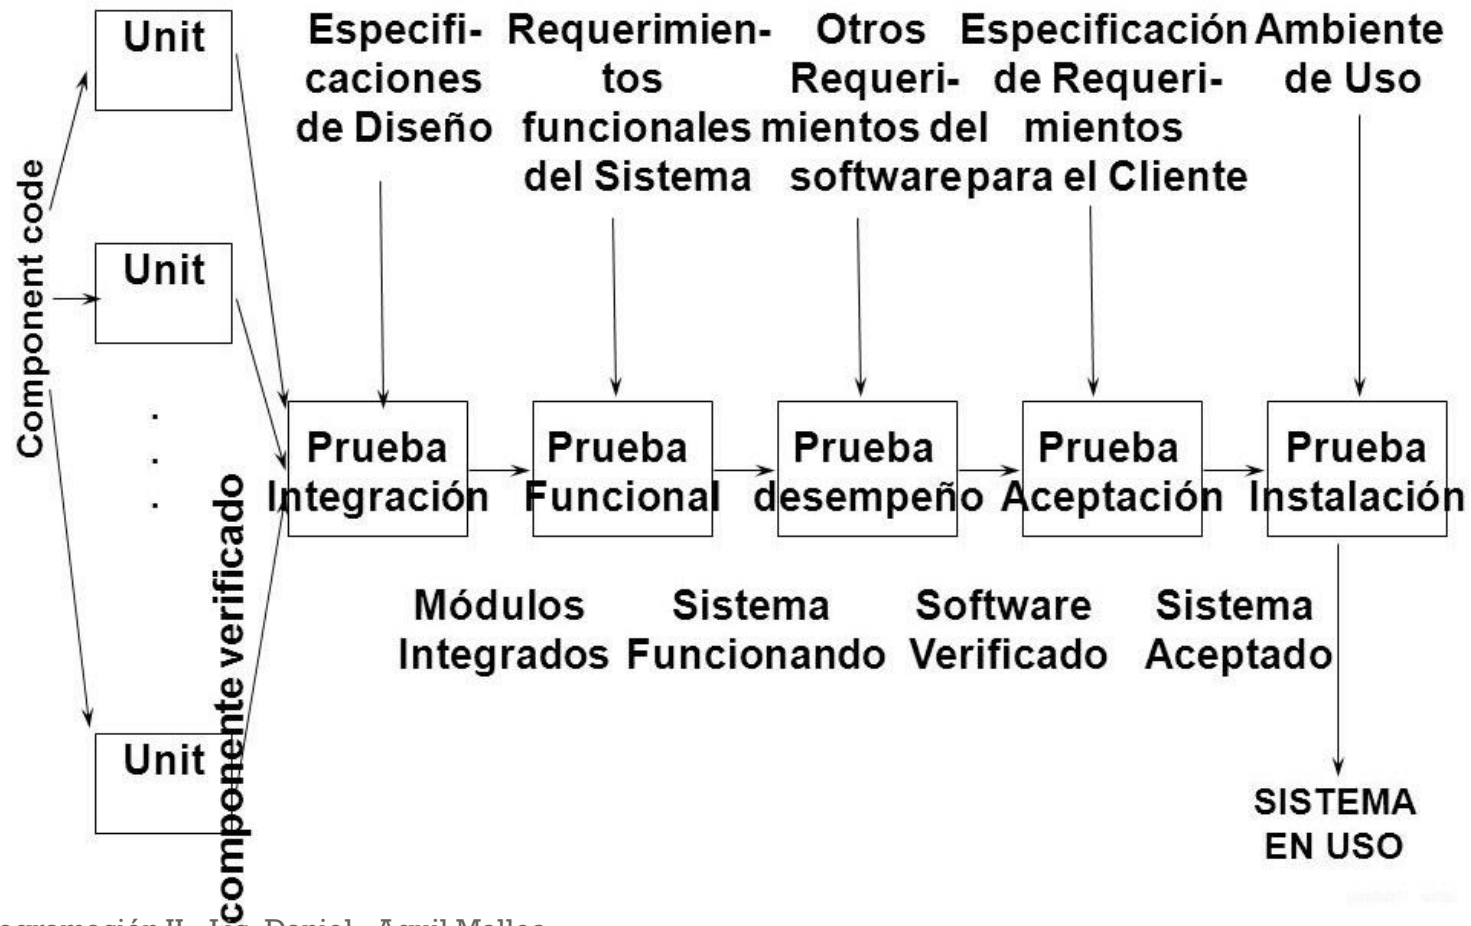 Unit
Especifi-
caciones
de Diseño
Requerimien-
tos
funcionales
del Sistema
Otros
Requeri-
mientos del
software
Especificación
de Requeri-
mientos
para el Cliente
Ambiente
de Uso
Component code
Unit
.
.
.
Unit
componente verificado
Prueba
Integración
Prueba
Funcional
Prueba
desempeño
Prueba
Aceptación
Prueba
Instalación
Módulos
Integrados
Sistema
Funcionando
Software
Verificado
Sistema
Aceptado
SISTEMA
EN USO